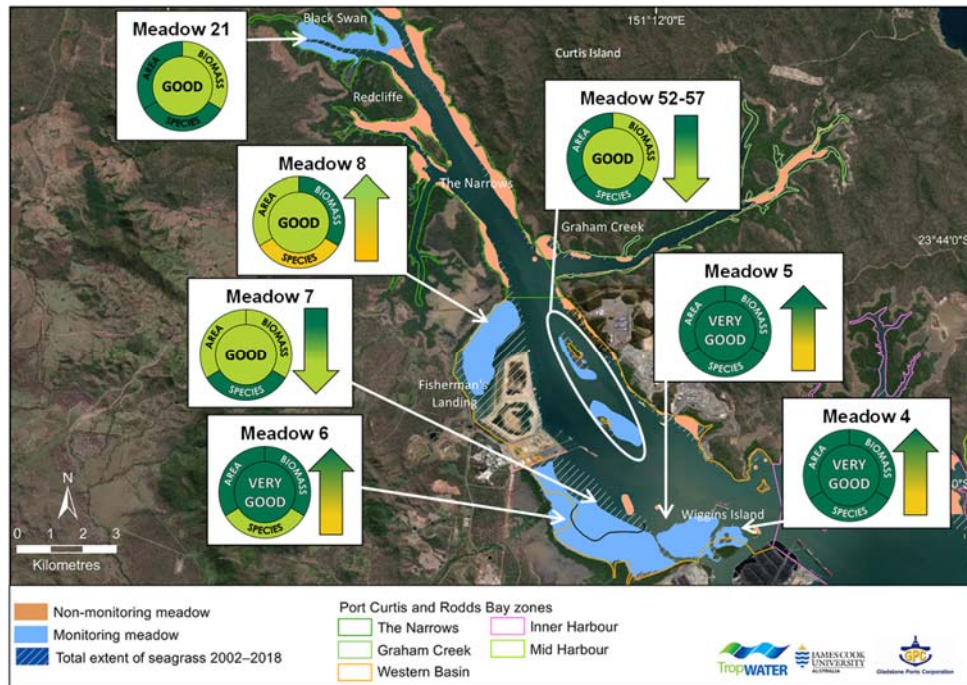 Black Swan
151°12'0"E
Meadow 21
AREA
BIOMASS
GOOD
SPECIES
Curtis Island
Redcliffe
Meadow 52-57
AREA
BIOMASS
GOOD
SPECIES
Meadow 8
AREA
BIOMASS
GOOD
SPECIES
The Narrows
Graham Creek
23°44'0"S
Meadow 5
AREA
BIOMASS
VERY
GOOD
SPECIES
Meadow 7
AREA
BIOMASS
GOOD
SPECIES
Fisherman's
Landing
Meadow 4
AREA
BIOMASS
VERY
GOOD
SPECIES
Meadow 6
AREA
BIOMASS
VERY
GOOD
SPECIES
Wiggins Island
N
0 1 2 3
Kilometres
Non-monitoring meadow
Monitoring meadow
Total extent of seagrass 2002–2018
Port Curtis and Rodds Bay zones
The Narrows
Graham Creek
Western Basin
Inner Harbour
Mid Harbour
TropWATER
JAMES COOK
UNIVERSITY
AUSTRALIA
GPC
Gladstone Ports Corporation